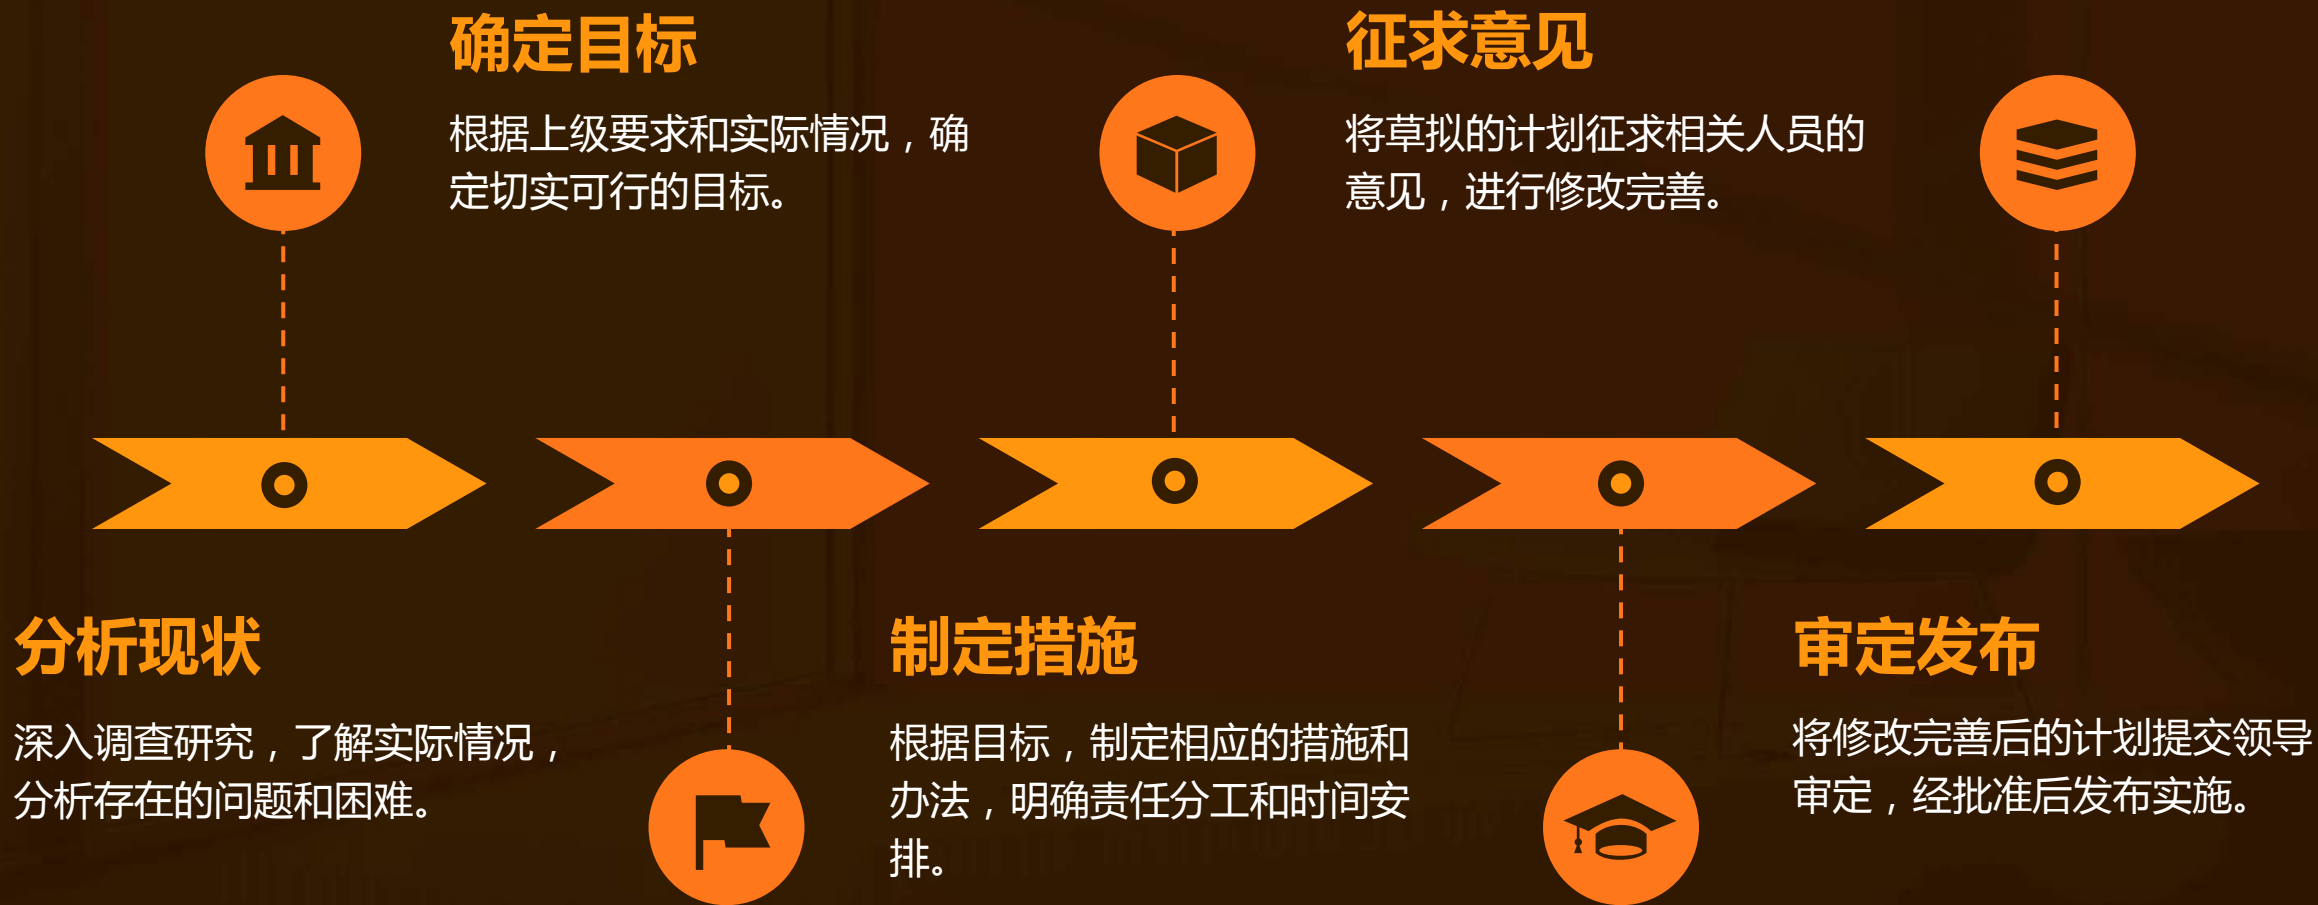 分析现状
深入调查研究，了解实际情况，
分析存在的问题和困难。
确定目标
根据上级要求和实际情况，确
定切实可行的目标。
制定措施
根据目标，制定相应的措施和
办法，明确责任分工和时间安
排。
征求意见
将草拟的计划征求相关人员的
意见，进行修改完善。
审定发布
将修改完善后的计划提交领导
审定，经批准后发布实施。